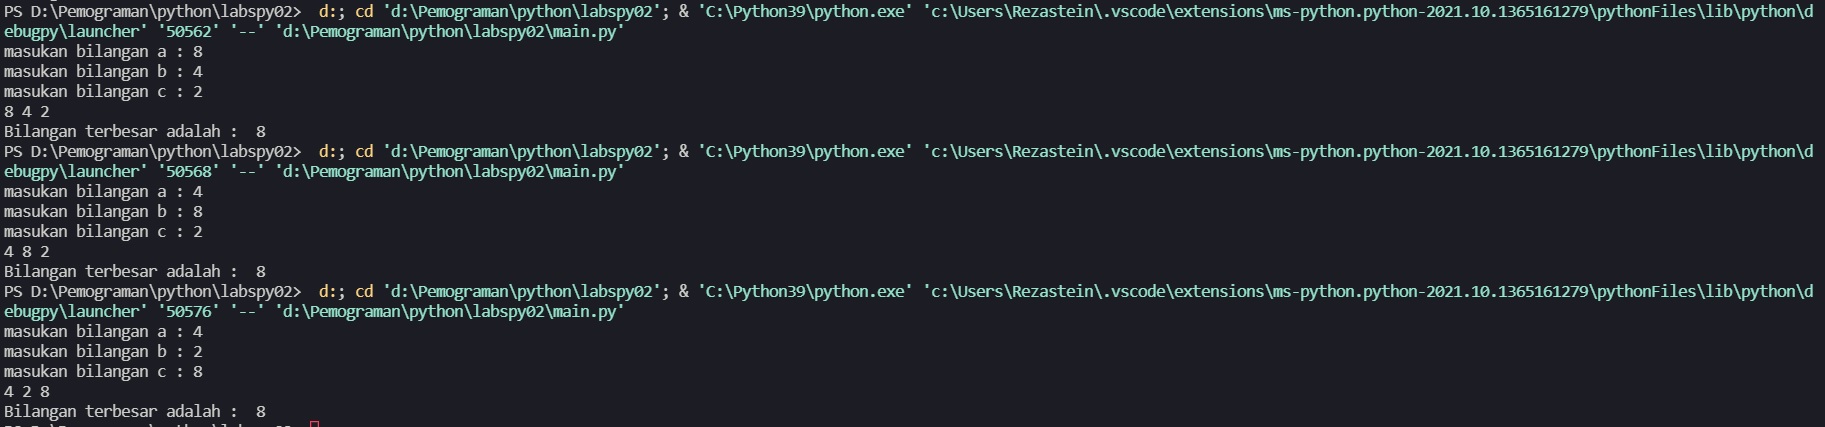 PS D:\Pemograman\python\labspy02>  d:; cd 'd:\Pemograman\python\labspy02'; & 'C:\Python39\python.exe' 'c:\Users\Rezastein\.vscode\extensions\ms-python.python-2021.10.1365161279\pythonFiles\lib\python\d
ebugpy\launcher' '50562' '--' 'd:\Pemograman\python\labspy02\main.py'
masukan bilangan a : 8
masukan bilangan b : 4
masukan bilangan c : 2
8 4 2
Bilangan terbesar adalah :  8
PS D:\Pemograman\python\labspy02>  d:; cd 'd:\Pemograman\python\labspy02'; & 'C:\Python39\python.exe' 'c:\Users\Rezastein\.vscode\extensions\ms-python.python-2021.10.1365161279\pythonFiles\lib\python\d
ebugpy\launcher' '50568' '--' 'd:\Pemograman\python\labspy02\main.py'
masukan bilangan a : 4
masukan bilangan b : 8
masukan bilangan c : 2
4 8 2
Bilangan terbesar adalah :  8
PS D:\Pemograman\python\labspy02>  d:; cd 'd:\Pemograman\python\labspy02'; & 'C:\Python39\python.exe' 'c:\Users\Rezastein\.vscode\extensions\ms-python.python-2021.10.1365161279\pythonFiles\lib\python\d
ebugpy\launcher' '50576' '--' 'd:\Pemograman\python\labspy02\main.py'
masukan bilangan a : 4
masukan bilangan b : 2
masukan bilangan c : 8
4 2 8
Bilangan terbesar adalah :  8